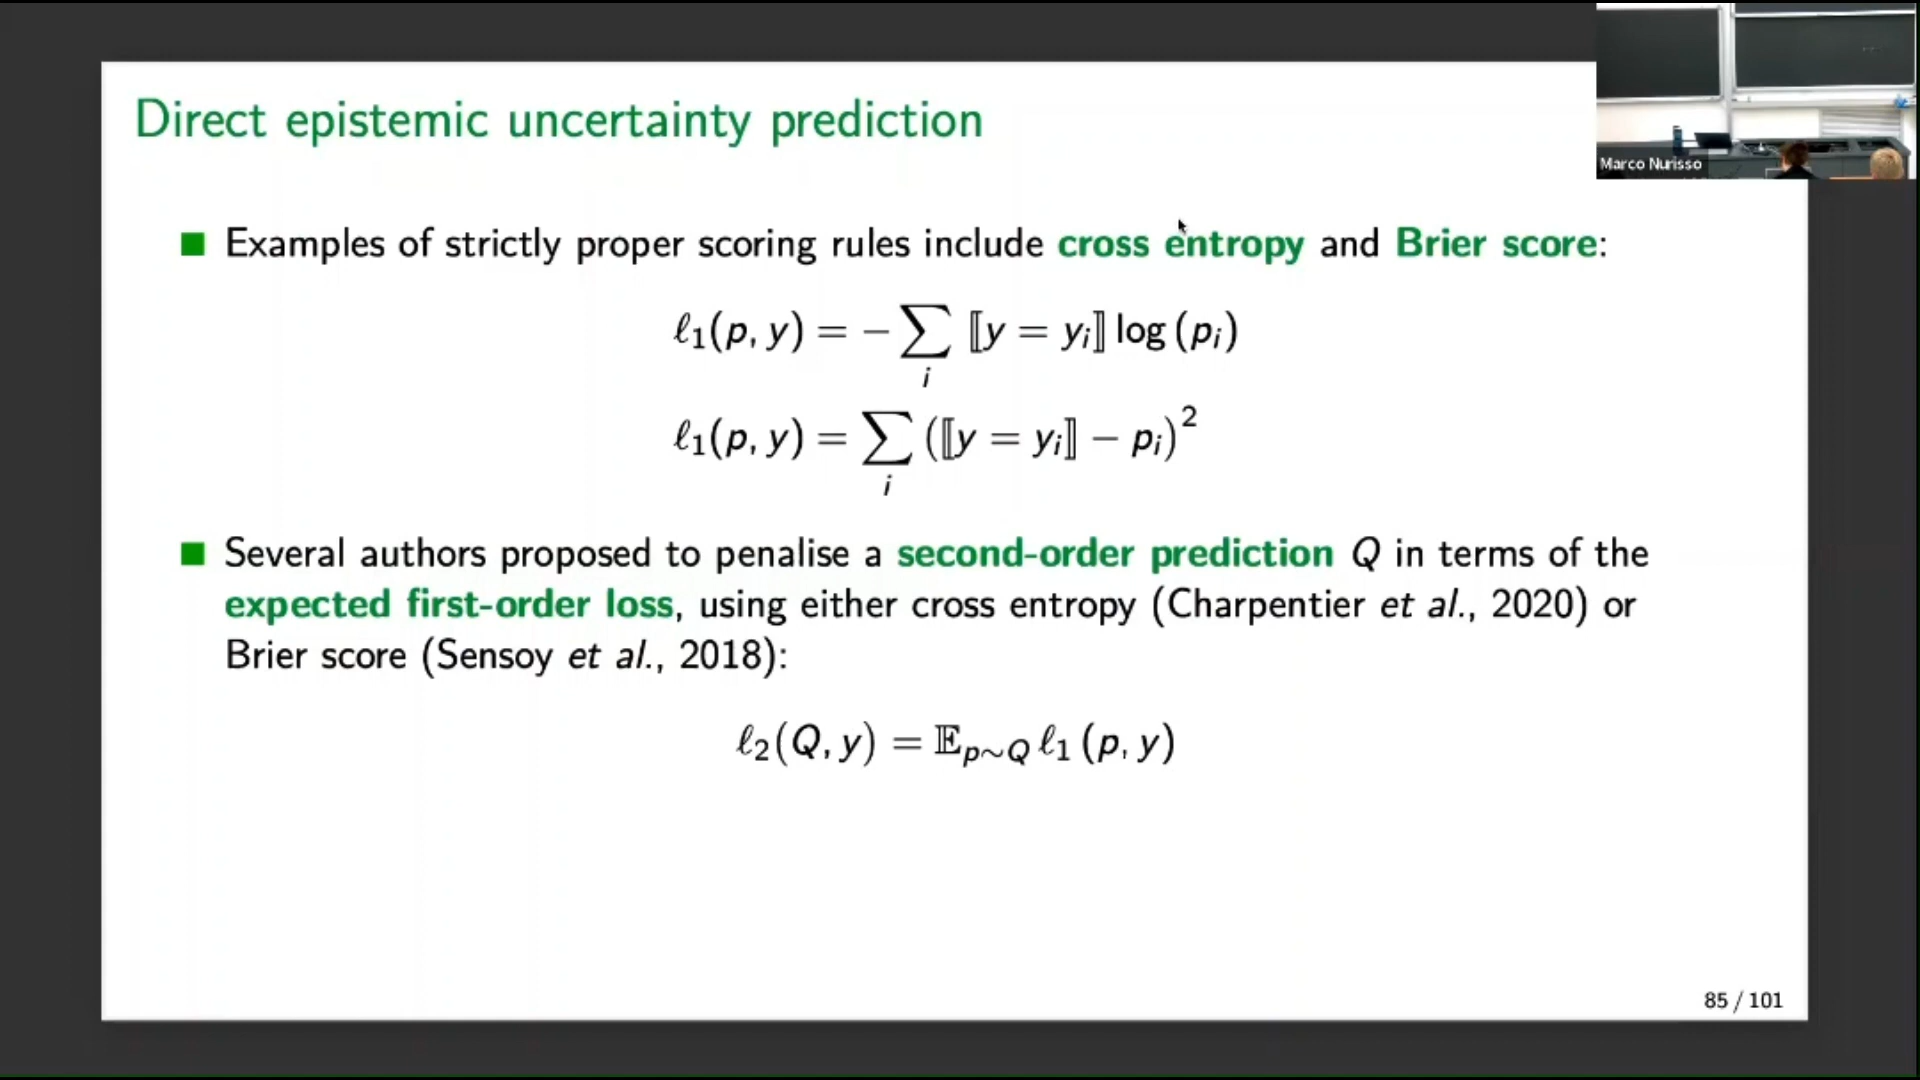 Direct epistemic uncertainty prediction
Marco Nurisso
■ Examples of strictly proper scoring rules include cross entropy and Brier score:
ℓ₁(p, y) = − ∑ᵢ ⟦y = yᵢ⟧ log (pᵢ)
ℓ₁(p, y) = ∑ᵢ (⟦y = yᵢ⟧ − pᵢ)²
■ Several authors proposed to penalise a second-order prediction Q in terms of the
expected first-order loss, using either cross entropy (Charpentier et al., 2020) or
Brier score (Sensoy et al., 2018):
ℓ₂(Q, y) = 𝔼_{p∼Q} ℓ₁ (p, y)
85 / 101